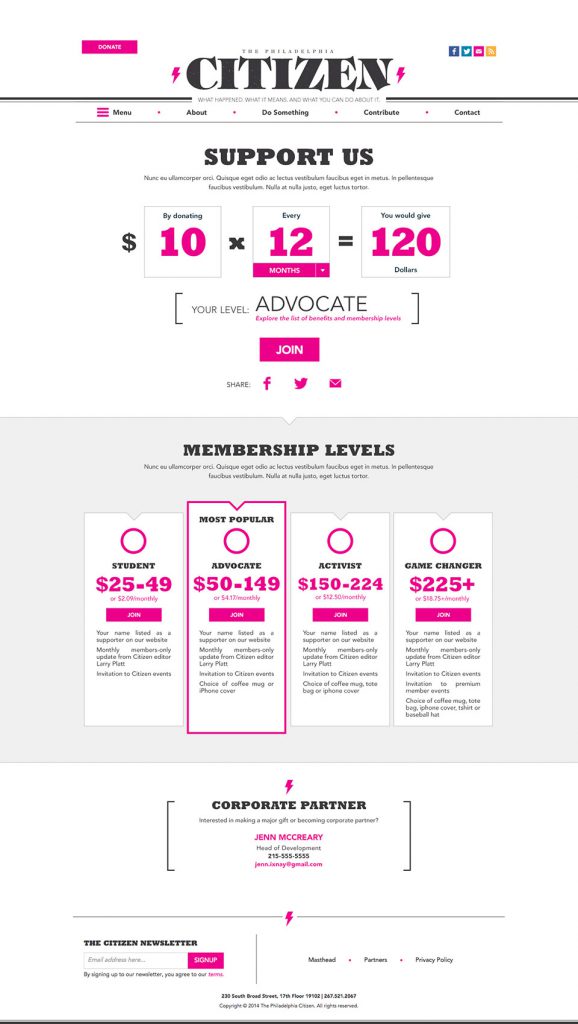 DONATE
THE PHILADELPHIA
CITIZEN
WHAT HAPPENED. WHAT IT MEANS. AND WHAT YOU CAN DO ABOUT IT.
Menu • About • Do Something • Contribute • Contact
SUPPORT US
Nunc eu ullamcorper orci. Quisque eget odio ac lectus vestibulum faucibus eget in metus. In pellentesque
faucibus vestibulum. Nulla at nulla justo, eget luctus tortor.
By donating
Every
You would give
$ 10 x 12 = 120
MONTHS
Dollars
YOUR LEVEL: ADVOCATE
Explore the list of benefits and membership levels
JOIN
SHARE:
MEMBERSHIP LEVELS
Nunc eu ullamcorper orci. Quisque eget odio ac lectus vestibulum faucibus eget in metus. In pellentesque
faucibus vestibulum. Nulla at nulla justo, eget luctus tortor.
STUDENT
$25-49
or $2.09/monthly
JOIN
Your name listed as a
supporter on our website
Monthly members-only
update from Citizen editor
Larry Platt
Invitation to Citizen events
MOST POPULAR
ADVOCATE
$50-149
or $4.17/monthly
JOIN
Your name listed as a
supporter on our website
Monthly members-only
update from Citizen editor
Larry Platt
Invitation to Citizen events
Choice of coffee mug or
iPhone cover
ACTIVIST
$150-224
or $12.50/monthly
JOIN
Your name listed as a
supporter on our website
Monthly members-only
update from Citizen editor
Larry Platt
Invitation to Citizen events
Choice of coffee mug, tote
bag or iphone cover
GAME CHANGER
$225+
or $18.75+/monthly
JOIN
Your name listed as a
supporter on our website
Monthly members-only
update from Citizen editor
Larry Platt
Invitation to Citizen events
Invitation to premium
member events
Choice of coffee mug, tote
bag, iphone cover, tshirt or
baseball hat
CORPORATE PARTNER
Interested in making a major gift or becoming corporate partner?
JENN MCCREARY
Head of Development
215-555-5555
jenn.ixnay@gmail.com
THE CITIZEN NEWSLETTER
Email address here... SIGNUP
By signing up to our newsletter, you agree to our terms.
Masthead • Partners • Privacy Policy
230 South Broad Street, 17th Floor 19102 | 267.521.2067
Copyright © 2014 The Philadelphia Citizen. All rights reserved.